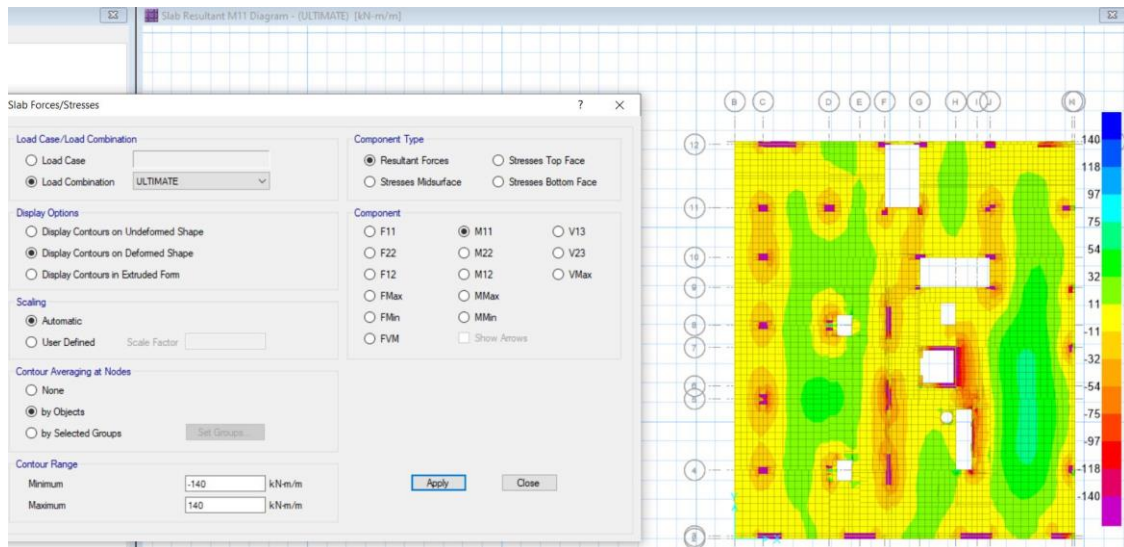 Slab Resultant M11 Diagram - (ULTIMATE) [kN-m/m]
Slab Forces/Stresses
Load Case/Load Combination
Load Case
Load Combination ULTIMATE
Display Options
Display Contours on Undeformed Shape
Display Contours on Deformed Shape
Display Contours in Extruded Form
Scaling
Automatic
User Defined Scale Factor
Contour Averaging at Nodes
None
by Objects
by Selected Groups Set Groups...
Contour Range
Minimum -140 kN-m/m
Maximum 140 kN-m/m
Component Type
Resultant Forces Stresses Top Face
Stresses Midsurface Stresses Bottom Face
Component
F11 M11 V13
F22 M22 V23
F12 M12 VMax
FMax MMax
FMin MMin
FVM Show Arrows
Apply Close
B C D E F G H I J
12
11
10
9
8
7
4
140
118
97
75
54
32
11
-11
-32
-54
-75
-97
-118
-140